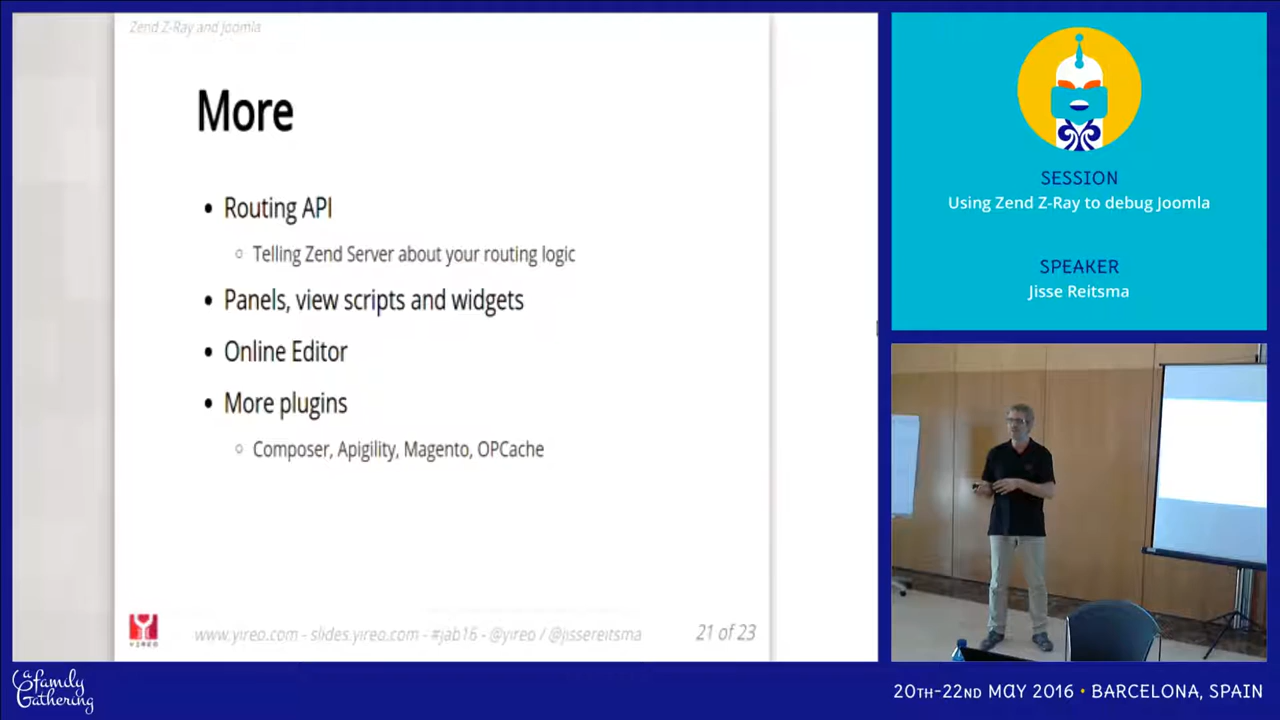 Zend Z-Ray and Joomla
More
• Routing API
○ Telling Zend Server about your routing logic
• Panels, view scripts and widgets
• Online Editor
• More plugins
○ Composer, Apigility, Magento, OPCache
YIREO
www.yireo.com - slides.yireo.com - #jab16 - @yireo / @jissereitsma
21 of 23
SESSION
Using Zend Z-Ray to debug Joomla
SPEAKER
Jisse Reitsma
a family
Gathering
20TH-22ND MAY 2016 • BARCELONA, SPAIN